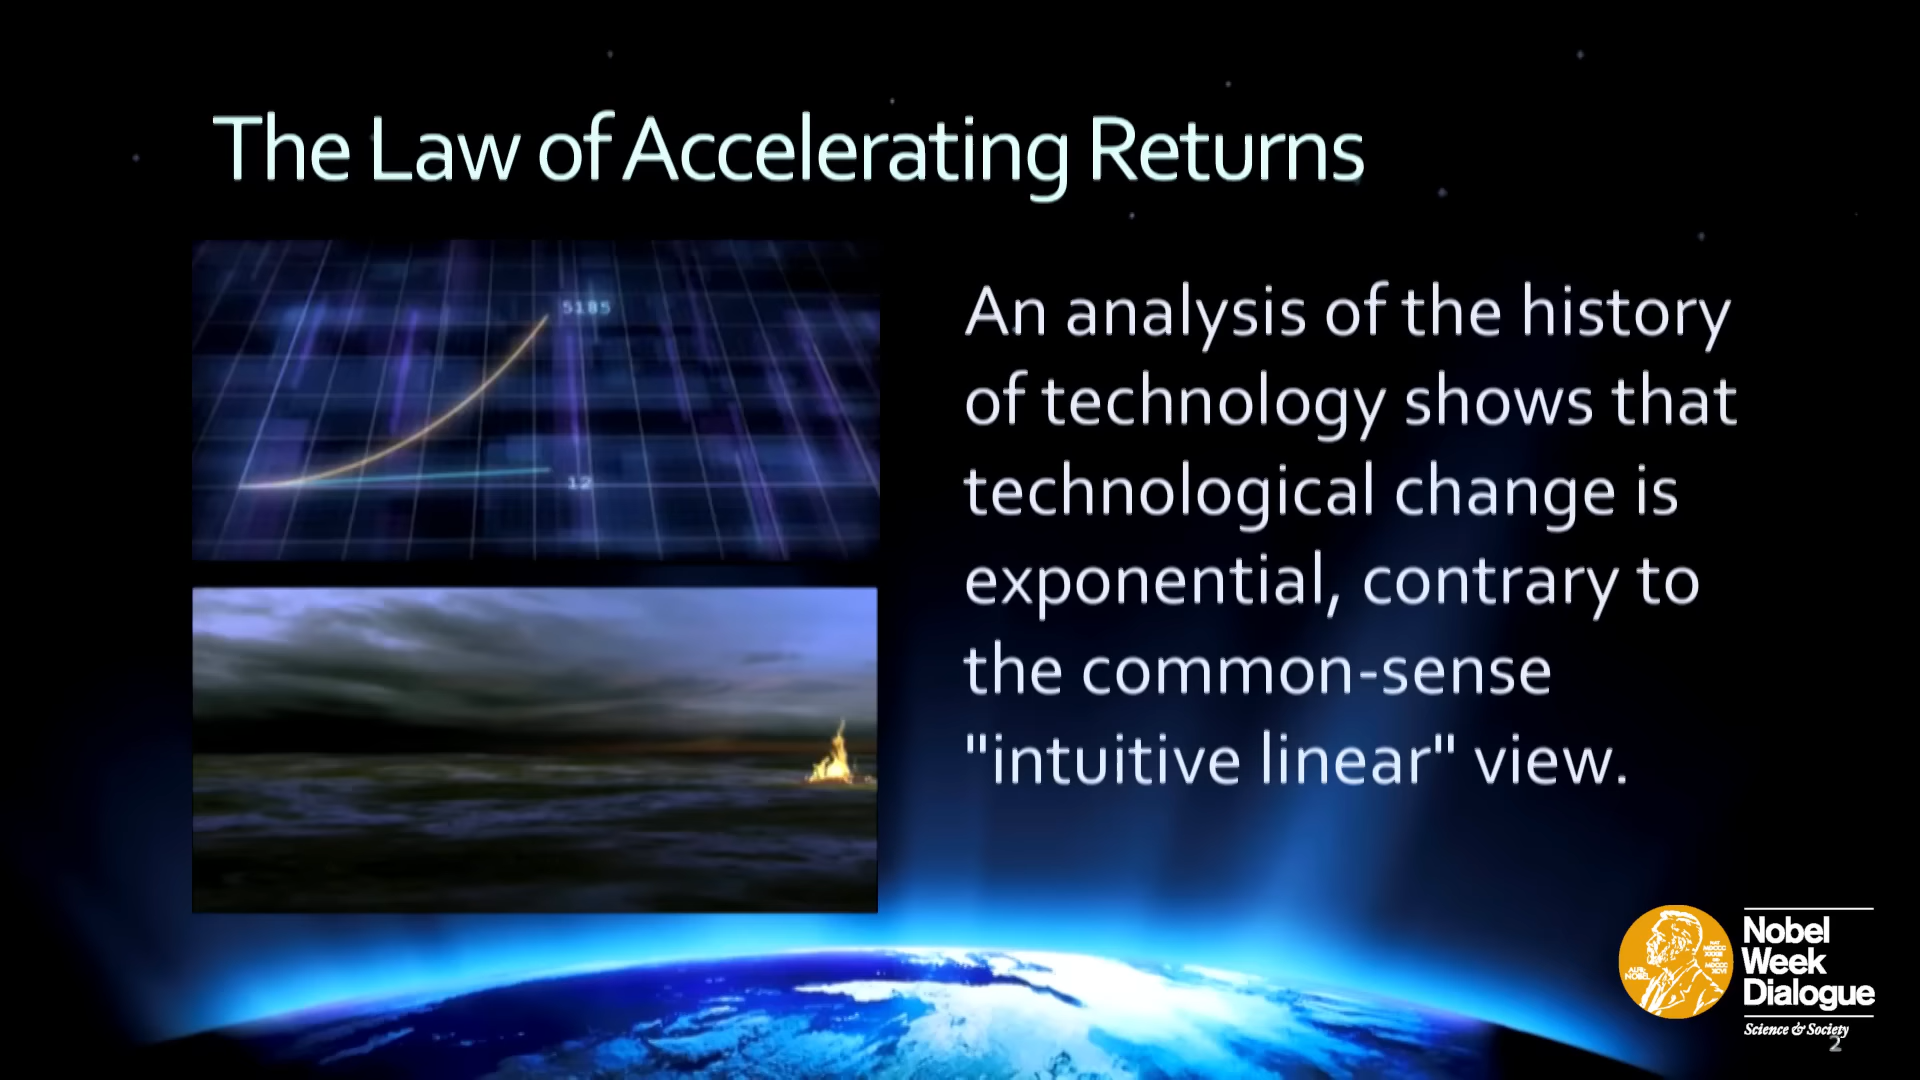 The Law of Accelerating Returns
5185
12
An analysis of the history
of technology shows that
technological change is
exponential, contrary to
the common-sense
"intuitive linear" view.
Nobel
Week
Dialogue
Science & Society
2